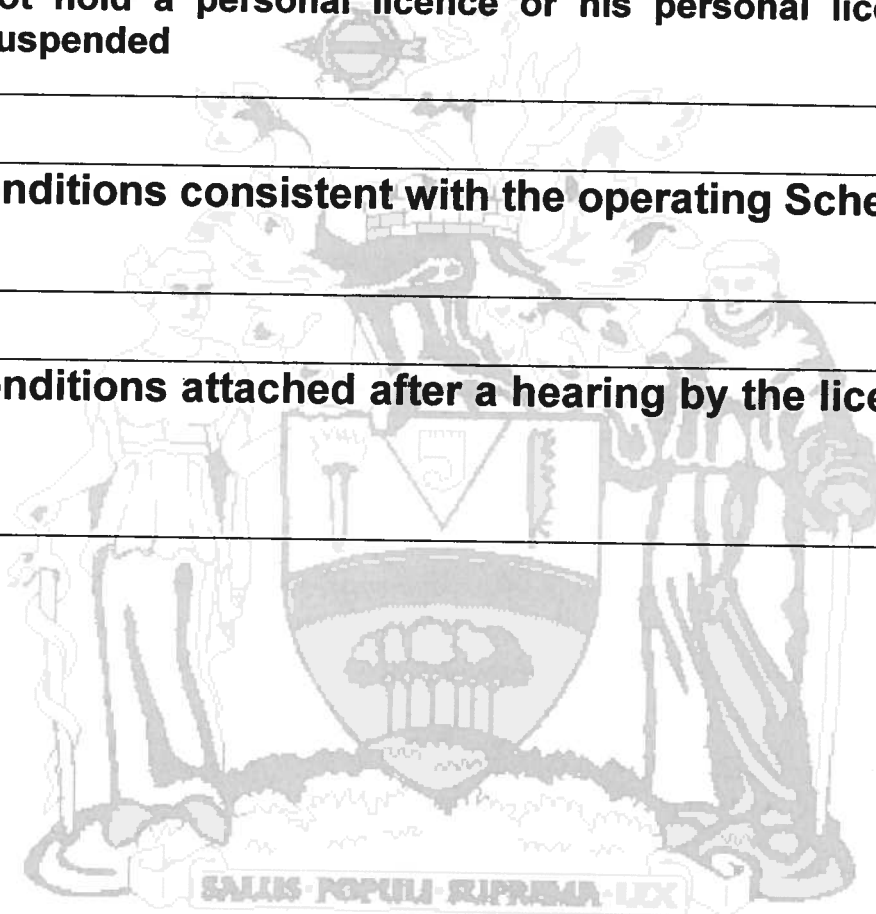 ot hold a personal licence or his personal lice
uspended
nditions consistent with the operating Sche
nditions attached after a hearing by the lice
SALUS · POPULI · SUPREMA · LEX